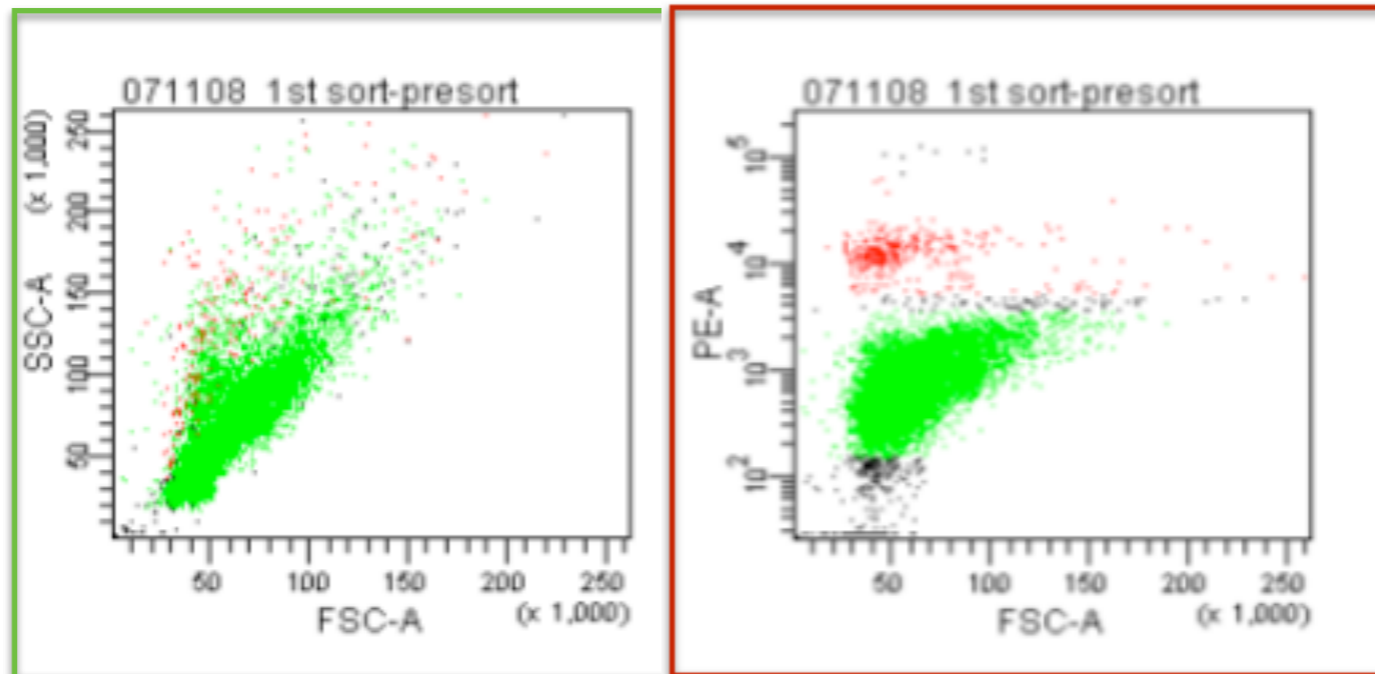 071108 1st sort-presort
SSC-A (x 1,000)
250
200
150
100
50
50 100 150 200 250
FSC-A (x 1,000)
071108 1st sort-presort
PE-A
10^5
10^4
10^3
10^2
50 100 150 200 250
FSC-A (x 1,000)